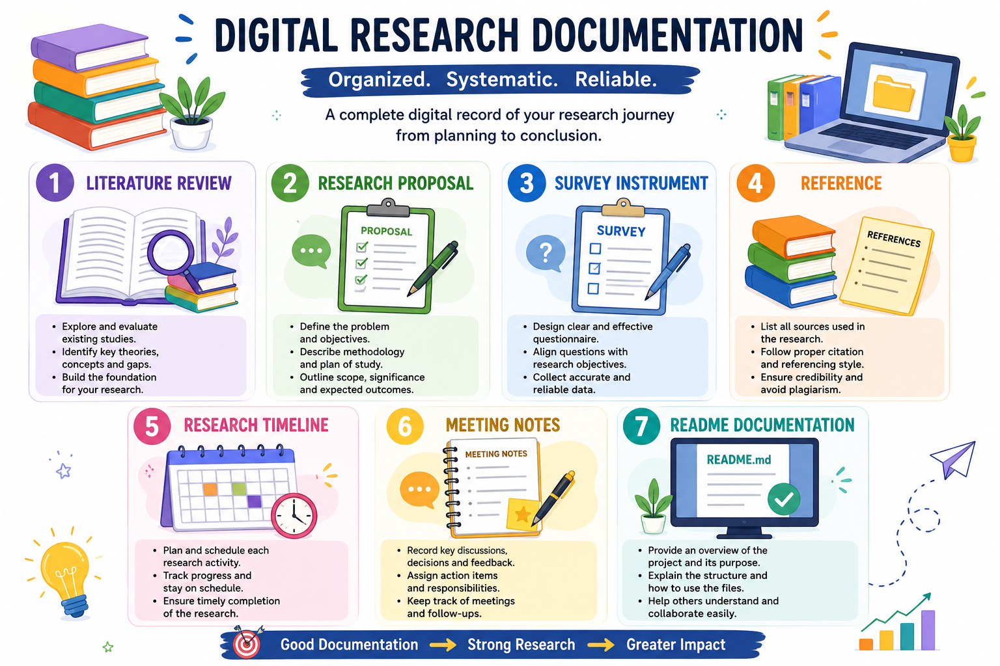 DIGITAL RESEARCH DOCUMENTATION
Organized. Systematic. Reliable.
A complete digital record of your research journey
from planning to conclusion.
1 LITERATURE REVIEW
• Explore and evaluate
existing studies.
• Identify key theories,
concepts and gaps.
• Build the foundation
for your research.
2 RESEARCH PROPOSAL
PROPOSAL
• Define the problem
and objectives.
• Describe methodology
and plan of study.
• Outline scope, significance
and expected outcomes.
3 SURVEY INSTRUMENT
?
SURVEY
• Design clear and effective
questionnaire.
• Align questions with
research objectives.
• Collect accurate and
reliable data.
4 REFERENCE
REFERENCES
• List all sources used in
the research.
• Follow proper citation
and referencing style.
• Ensure credibility and
avoid plagiarism.
5 RESEARCH TIMELINE
• Plan and schedule each
research activity.
• Track progress and
stay on schedule.
• Ensure timely completion
of the research.
6 MEETING NOTES
MEETING NOTES
• Record key discussions,
decisions and feedback.
• Assign action items
and responsibilities.
• Keep track of meetings
and follow-ups.
7 README DOCUMENTATION
README.md
• Provide an overview of the
project and its purpose.
• Explain the structure and
how to use the files.
• Help others understand and
collaborate easily.
Good Documentation → Strong Research → Greater Impact